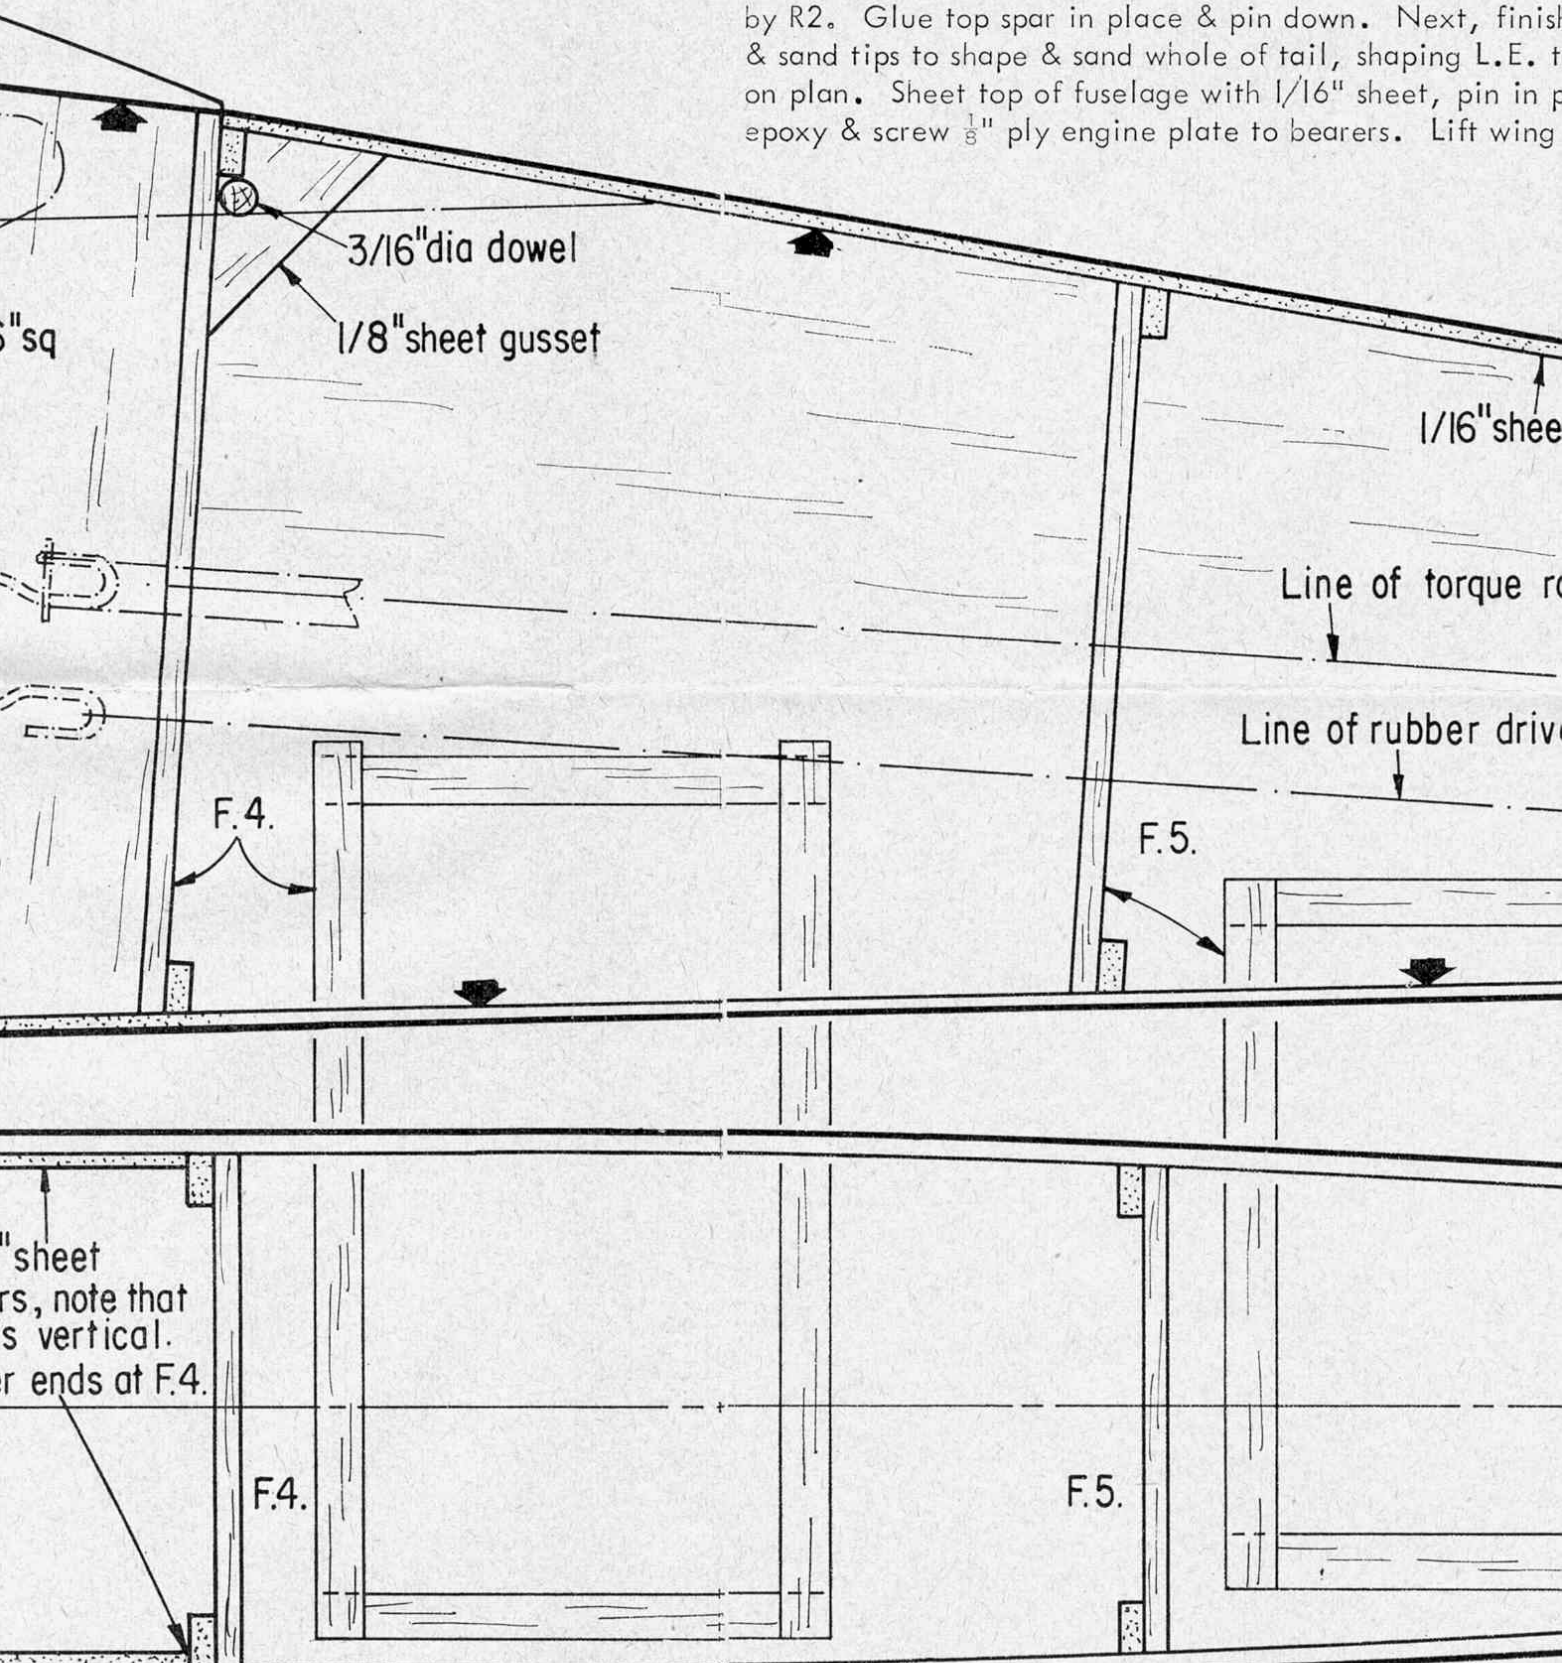 by R2. Glue top spar in place & pin down. Next, finish
& sand tips to shape & sand whole of tail, shaping L.E.
on plan. Sheet top of fuselage with 1/16" sheet, pin in
epoxy & screw 1/8" ply engine plate to bearers. Lift wing
3/16"dia dowel
"sq
1/8"sheet gusset
1/16"shee
Line of torque
Line of rubber drive
F.4.
F.5.
"sheet
rs, note that
s vertical.
er ends at F.4.
F.4.
F.5.